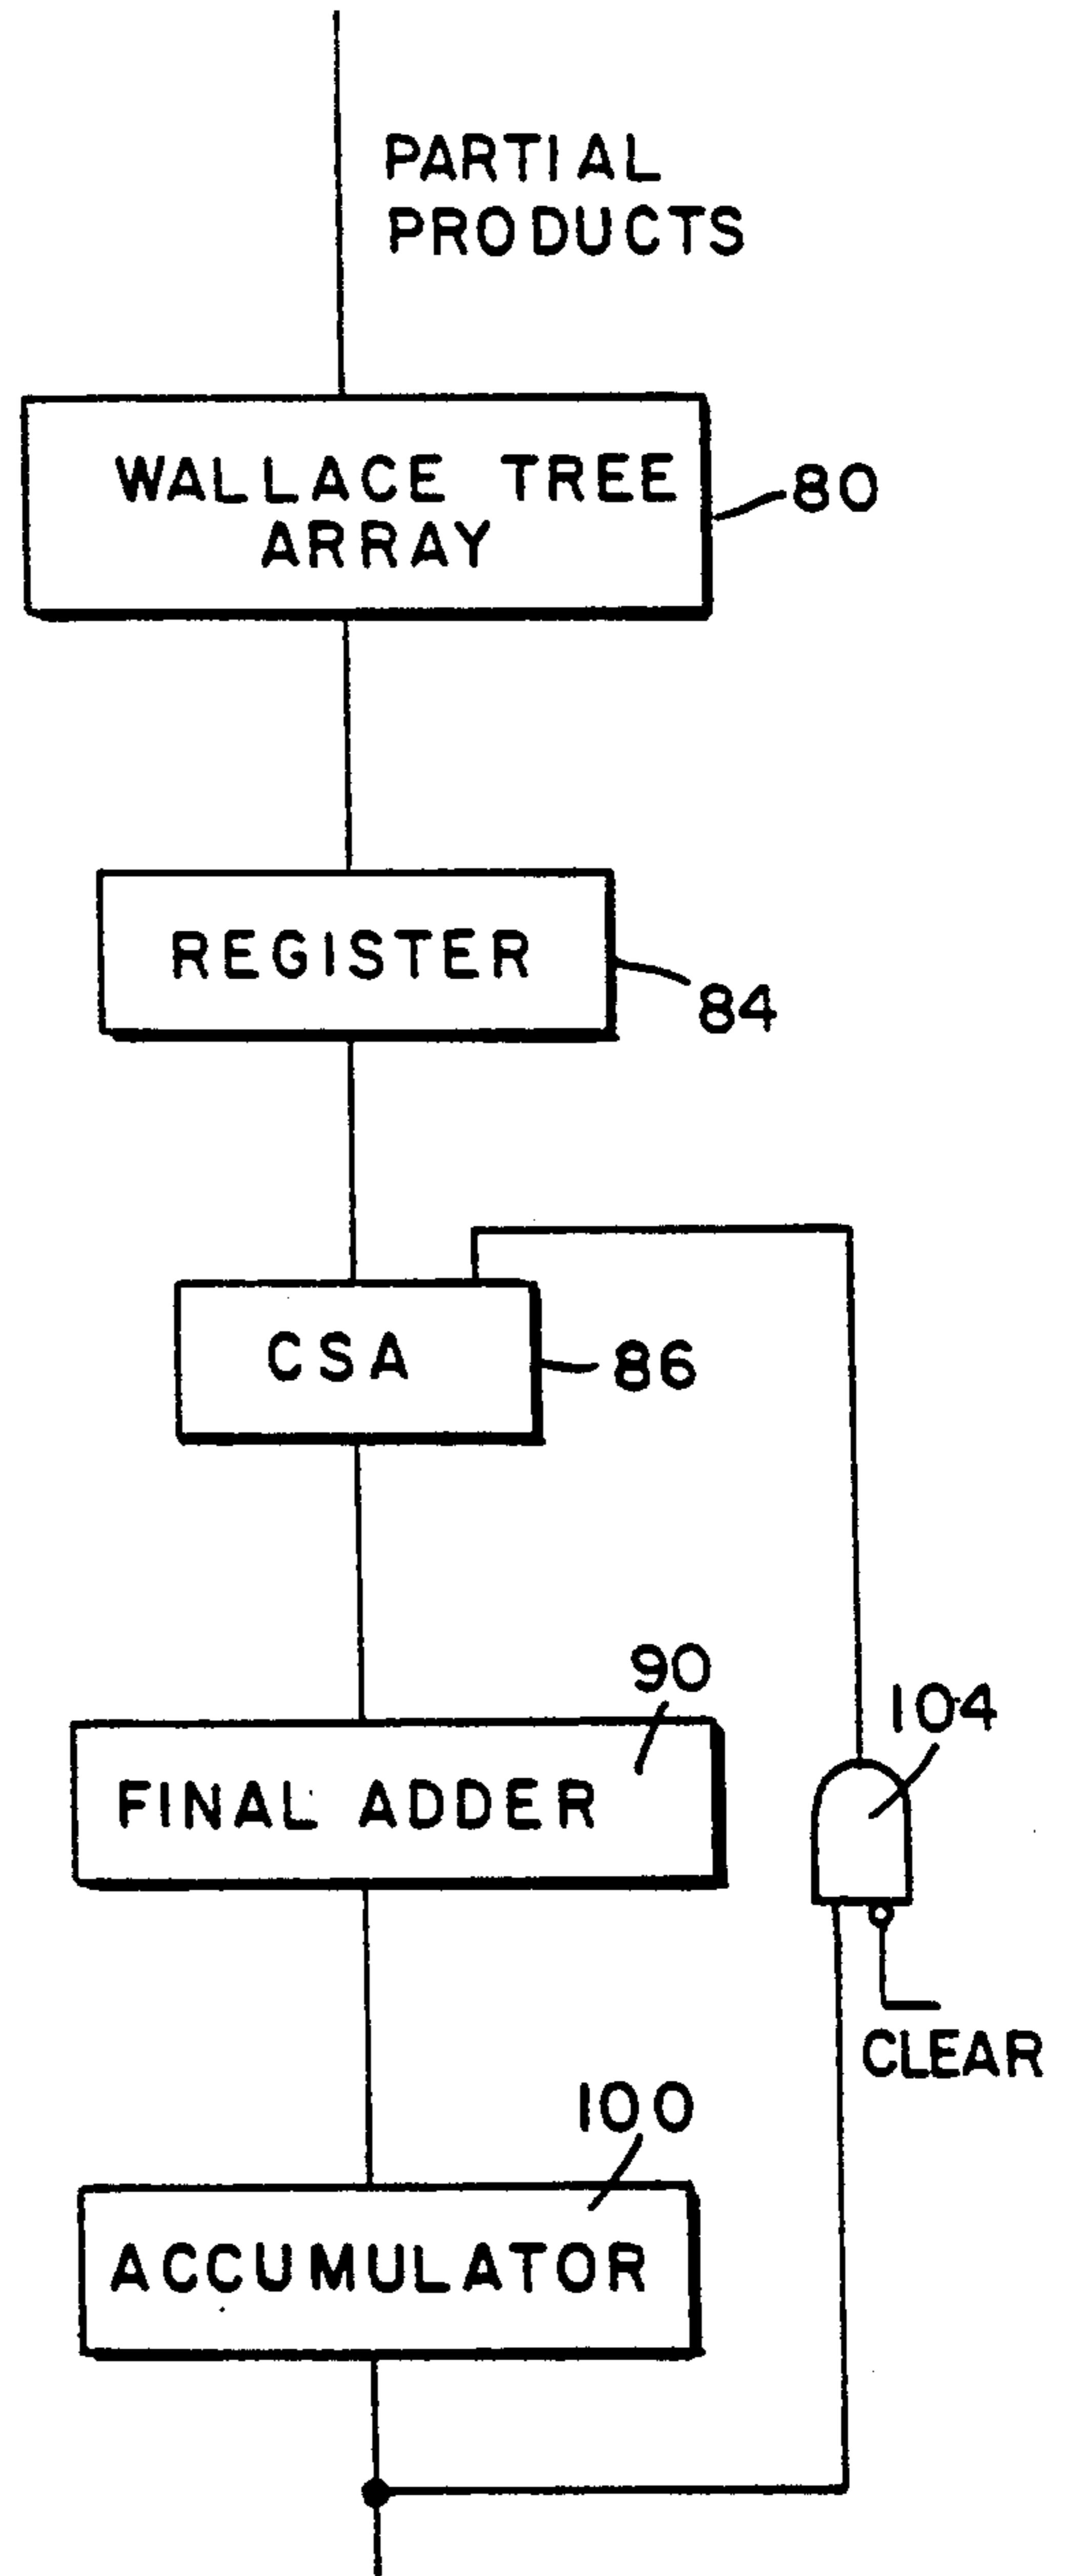 PARTIAL
PRODUCTS
WALLACE TREE
ARRAY
80
REGISTER
84
CSA
86
90
FINAL ADDER
104
CLEAR
100
ACCUMULATOR